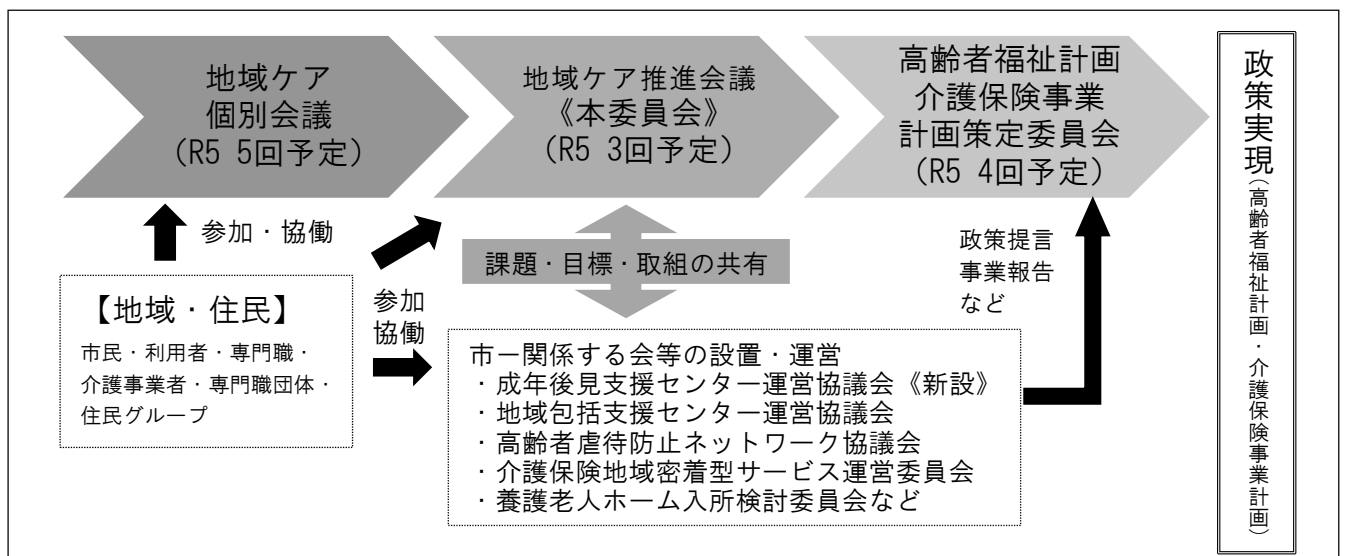 地域ケア
個別会議
(R5 5回予定)
地域ケア推進会議
《本委員会》
(R5 3回予定)
高齢者福祉計画
介護保険事業
計画策定委員会
(R5 4回予定)
政策実現(高齢者福祉計画・介護保険事業計画)
参加・協働
課題・目標・取組の共有
政策提言
事業報告
など
【地域・住民】
市民・利用者・専門職・
介護事業者・専門職団体・
住民グループ
参加
協働
市ー関係する会等の設置・運営
・成年後見支援センター運営協議会《新設》
・地域包括支援センター運営協議会
・高齢者虐待防止ネットワーク協議会
・介護保険地域密着型サービス運営委員会
・養護老人ホーム入所検討委員会など